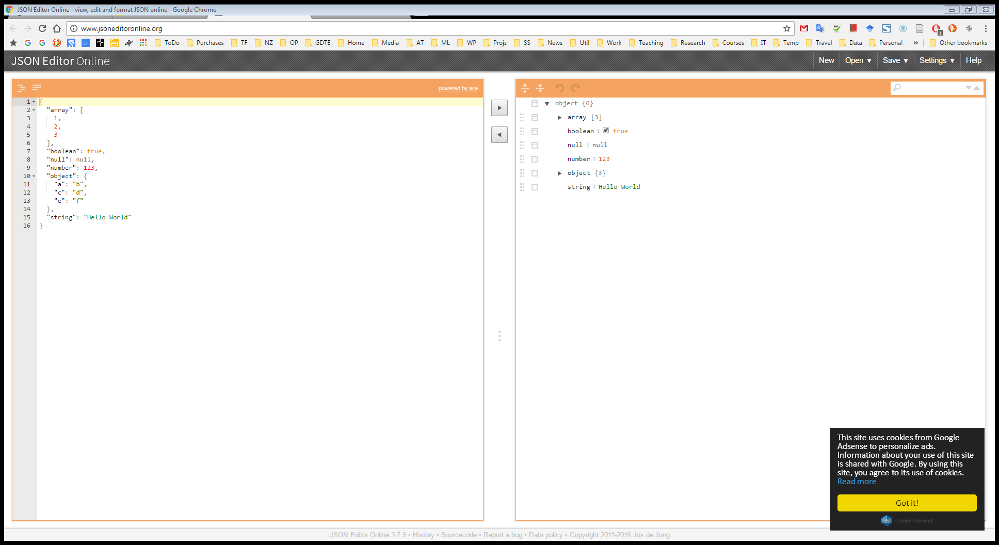 JSON Editor Online - view, edit and format JSON online - Google Chrome
www.jsoneditoronline.org
1
ToDo Purchases TF NZ OP GDTE Home Media AT ML WP Projs SS News Util Work Teaching Research Courses IT Temp Travel Data Personal » Other bookmarks
JSON Editor Online
New Open ▼ Save ▼ Settings ▼ Help
powered by ace
1 {
2 "array": [
3 1,
4 2,
5 3
6 ],
7 "boolean": true,
8 "null": null,
9 "number": 123,
10 "object": {
11 "a": "b",
12 "c": "d",
13 "e": "f"
14 },
15 "string": "Hello World"
16 }
object {6}
array [3]
boolean : true
null : null
number : 123
object {3}
string : Hello World
This site uses cookies from Google
Adsense to personalize ads.
Information about your use of this site
is shared with Google. By using this
site, you agree to its use of cookies.
Read more
Got it!
Cookie Consent
JSON Editor Online 3.7.5 • History • Sourcecode • Report a bug • Data policy • Copyright 2011-2016 Jos de Jong